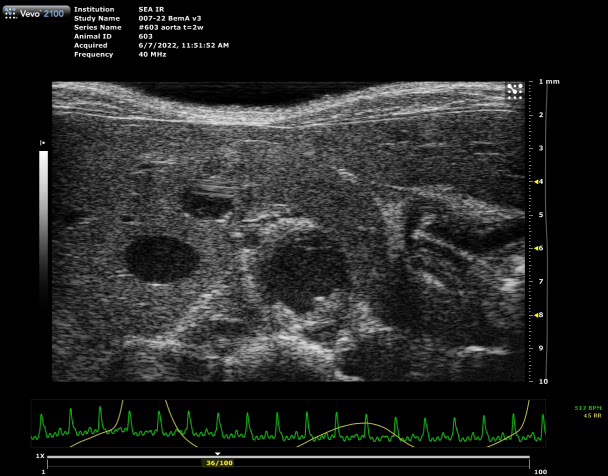 Vevo 2100
Institution SEA IR
Study Name 007-22 BemA v3
Series Name #603 aorta t=2w
Animal ID 603
Acquired 6/7/2022, 11:51:52 AM
Frequency 40 MHz
1 mm
2
3
4
5
6
7
8
9
10
512 BPM
45 RR
1X
36/100
1
100